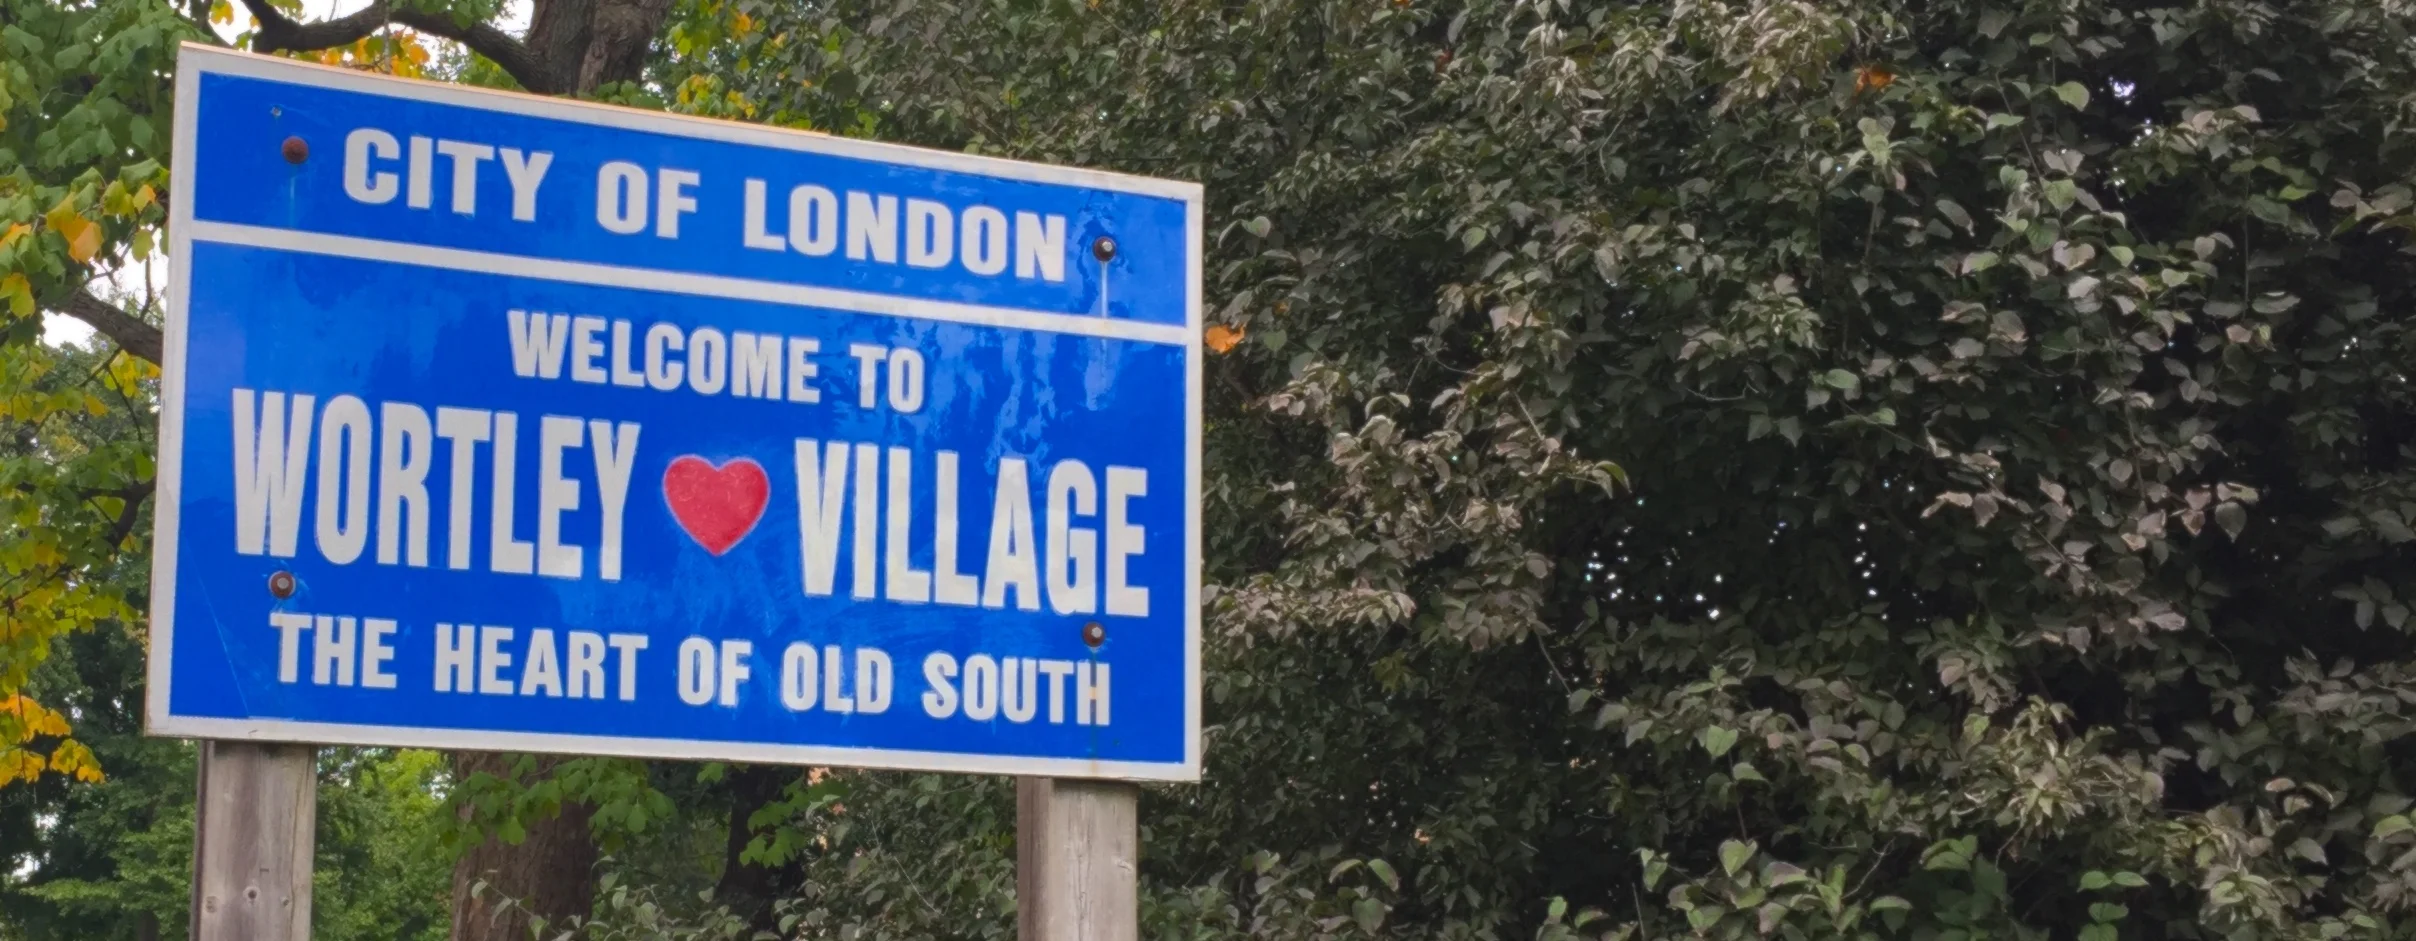 CITY OF LONDON
WELCOME TO
WORTLEY VILLAGE
THE HEART OF OLD SOUTH